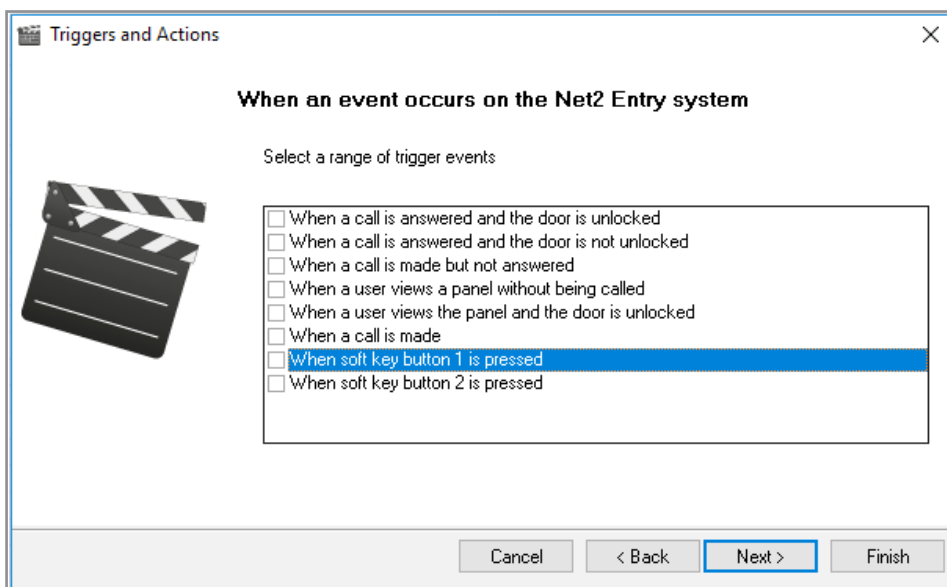 Triggers and Actions
When an event occurs on the Net2 Entry system
Select a range of trigger events
When a call is answered and the door is unlocked
When a call is answered and the door is not unlocked
When a call is made but not answered
When a user views a panel without being called
When a user views the panel and the door is unlocked
When a call is made
When soft key button 1 is pressed
When soft key button 2 is pressed
Cancel < Back Next > Finish